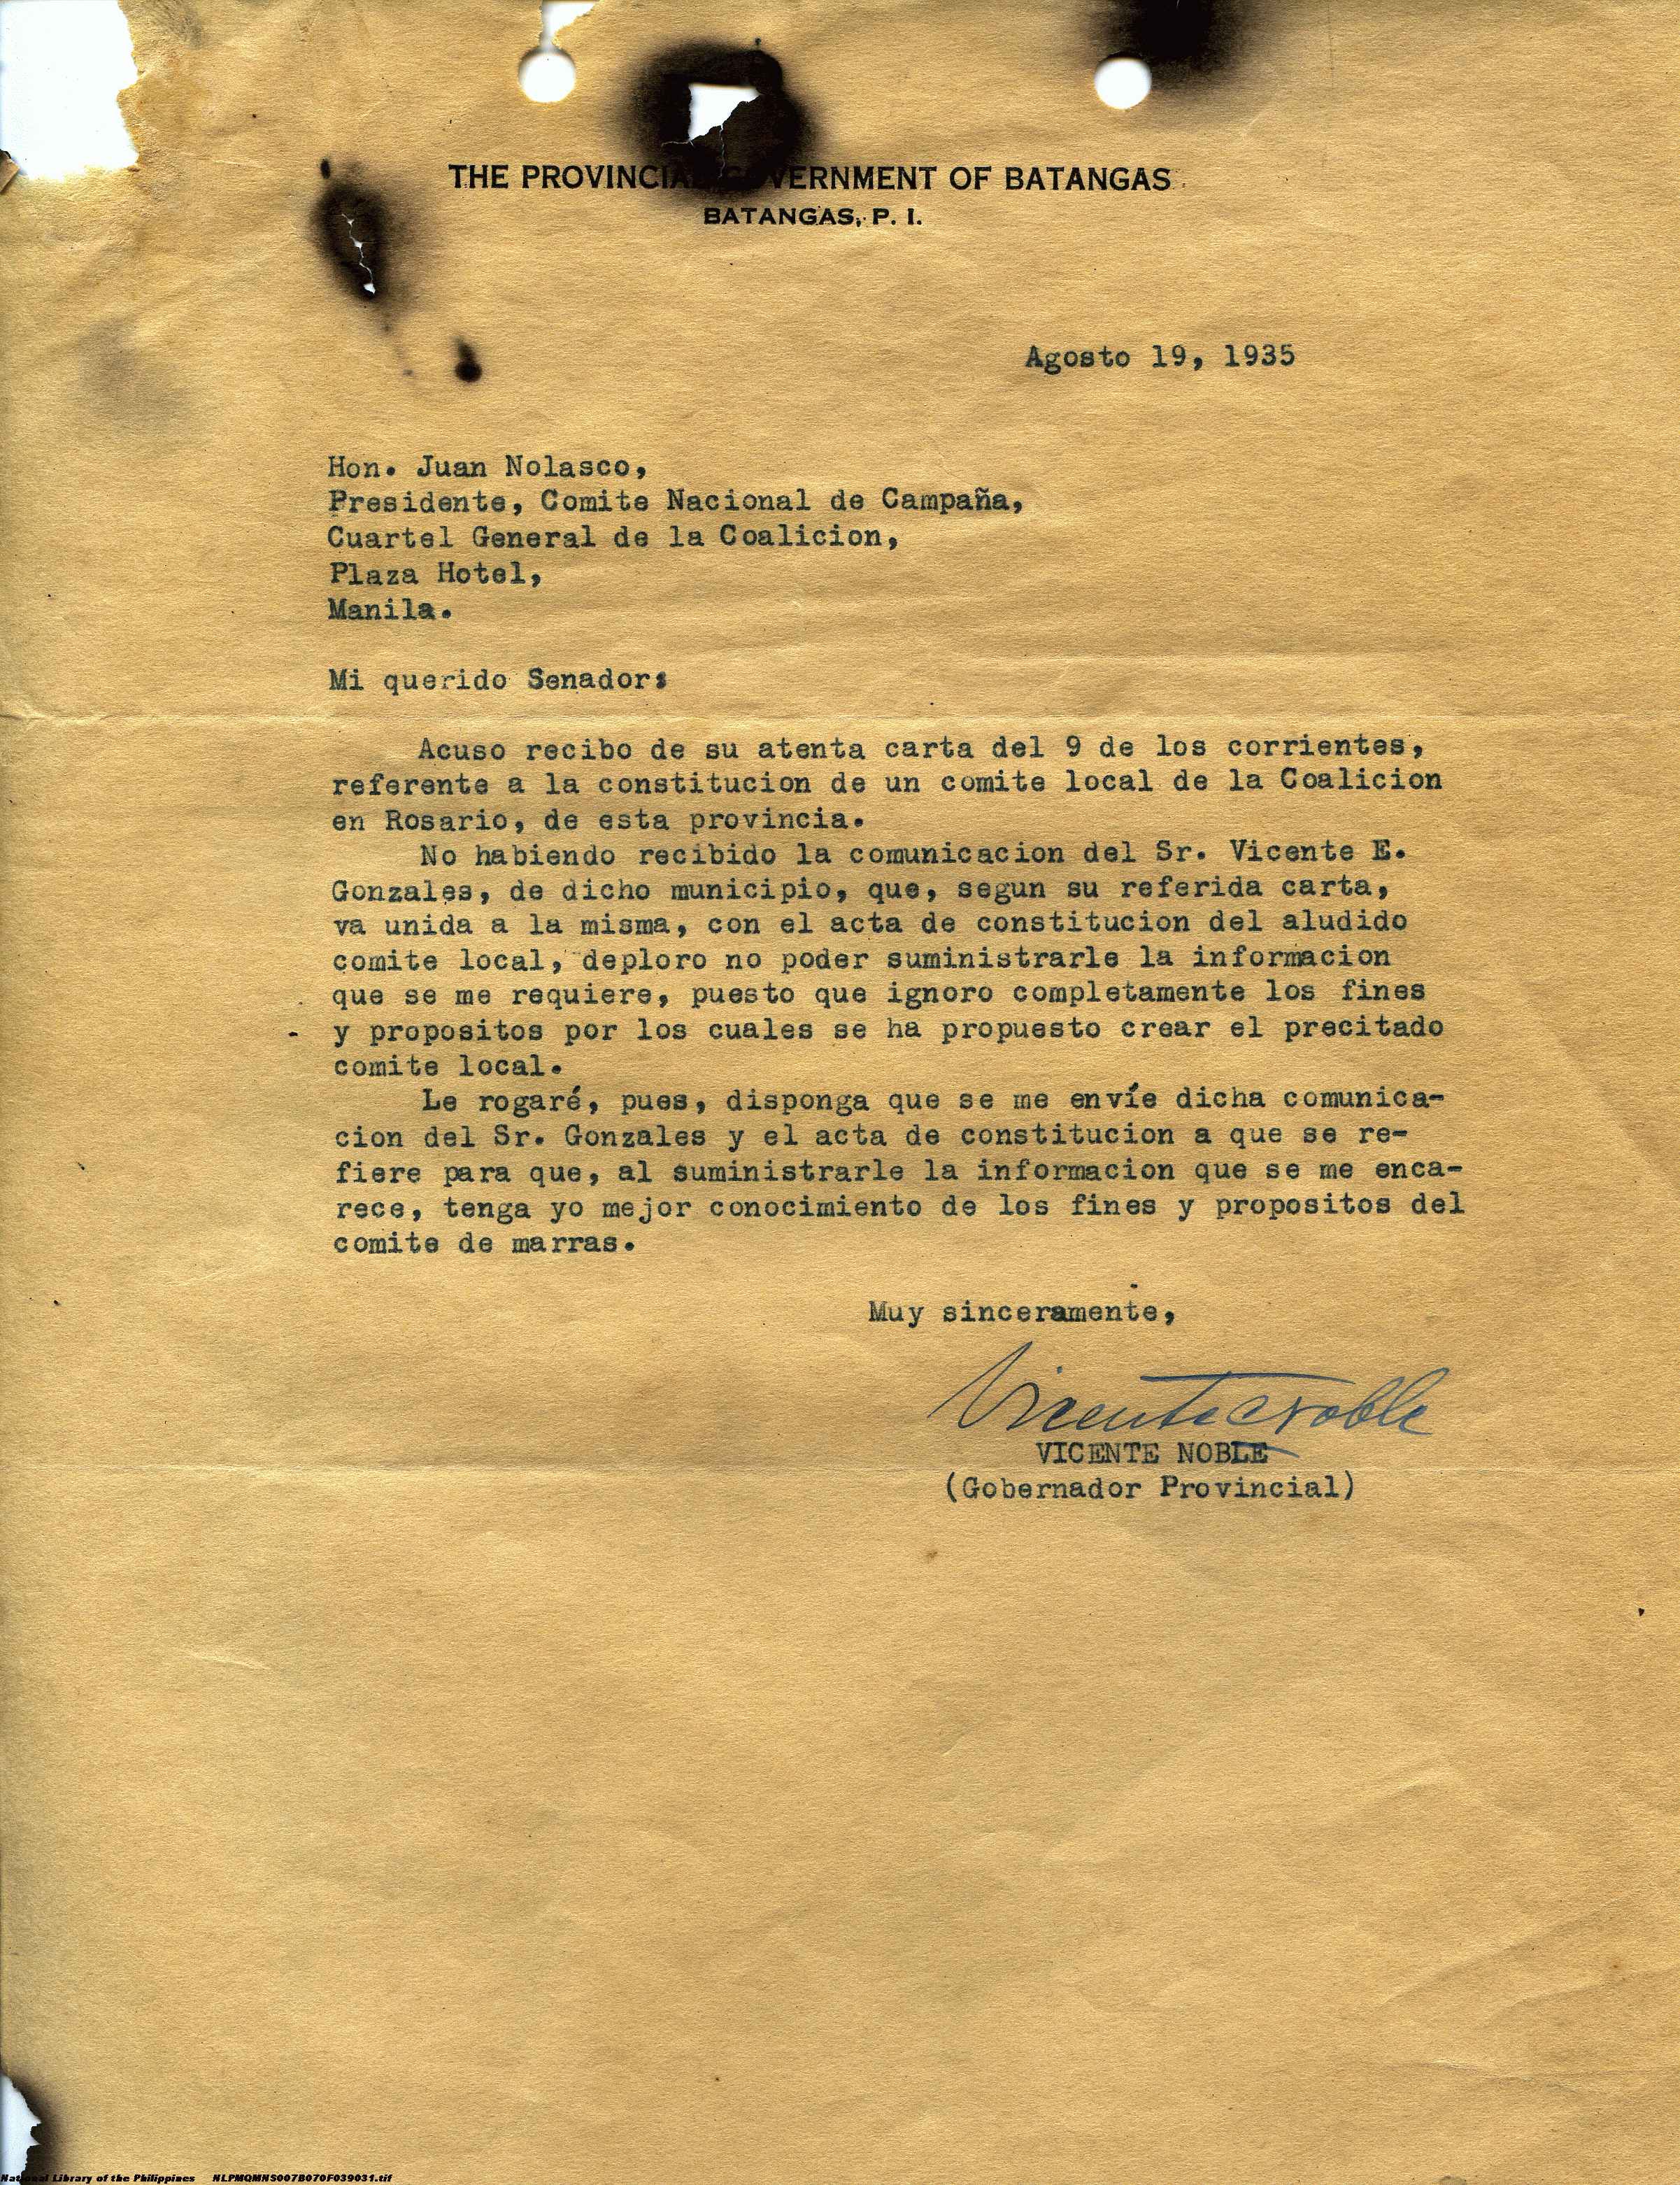 THE PROVINCIAL GOVERNMENT OF BATANGAS
BATANGAS, P. I.
Agosto 19, 1935
Hon. Juan Nolasco,
Presidente, Comite Nacional de Campaña,
Cuartel General de la Coalicion,
Plaza Hotel,
Manila.
Mi querido Senador:
Acuso recibo de su atenta carta del 9 de los corrientes,
referente a la constitucion de un comite local de la Coalicion
en Rosario, de esta provincia.
No habiendo recibido la comunicacion del Sr. Vicente E.
Gonzales, de dicho municipio, que, segun su referida carta,
va unida a la misma, con el acta de constitucion del aludido
comite local, deploro no poder suministrarle la informacion
que se me requiere, puesto que ignoro completamente los fines
y propositos por los cuales se ha propuesto crear el precitado
comite local.
Le rogaré, pues, disponga que se me envíe dicha comunica-
cion del Sr. Gonzales y el acta de constitucion a que se re-
fiere para que, al suministrarle la informacion que se me enca-
rece, tenga yo mejor conocimiento de los fines y propositos del
comite de marras.
Muy sinceramente,
Vicente Noble
VICENTE NOBLE
(Gobernador Provincial)
National Library of the Philippines NLPMQMNS007B070F039031.tif